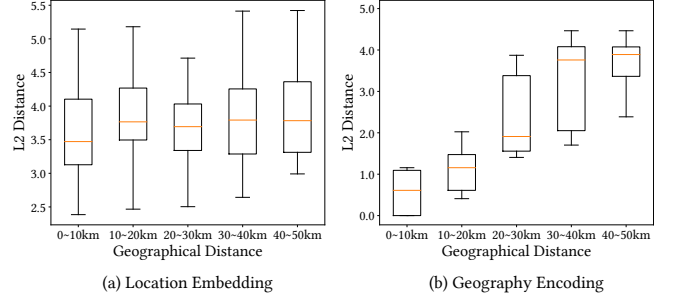 5.5
5.0
4.5
4.0
3.5
3.0
2.5
L2 Distance
0~10km 10~20km 20~30km 30~40km 40~50km
Geographical Distance
(a) Location Embedding
5.0
4.0
3.0
2.0
1.0
0.0
L2 Distance
0~10km 10~20km 20~30km 30~40km 40~50km
Geographical Distance
(b) Geography Encoding